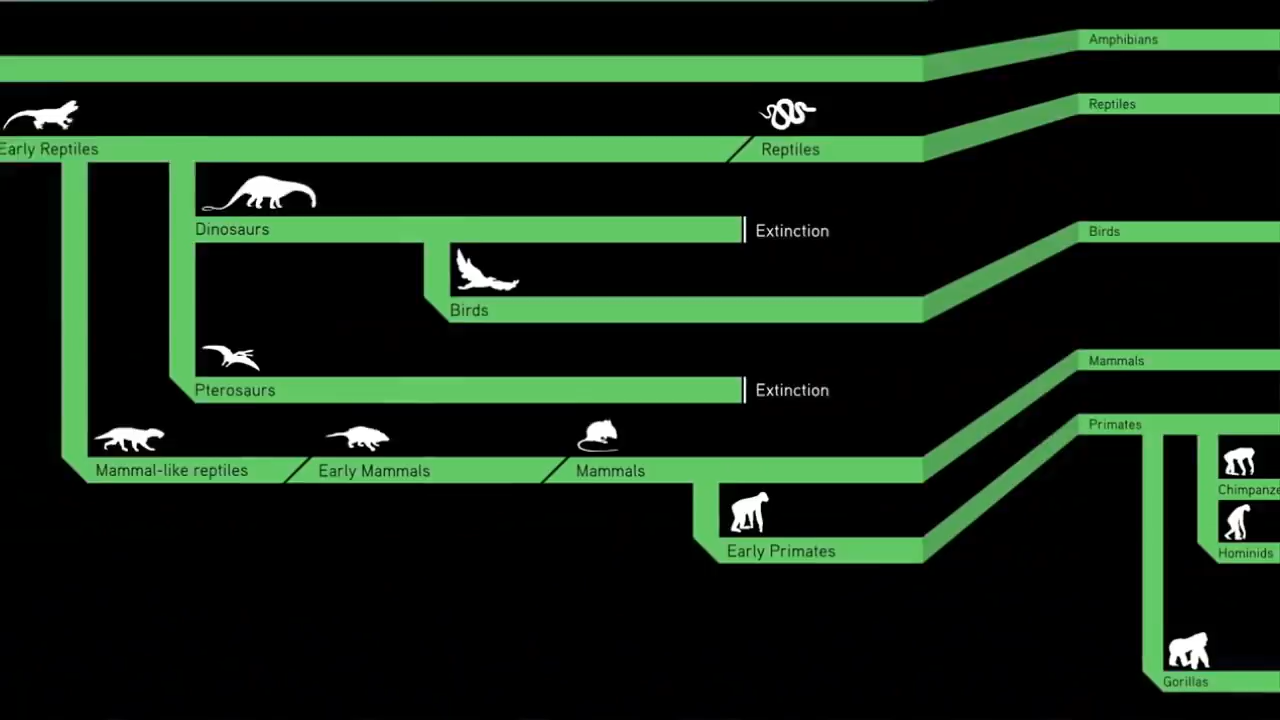 Amphibians
Reptiles
Early Reptiles
Reptiles
Dinosaurs
Extinction
Birds
Birds
Pterosaurs
Extinction
Mammals
Primates
Mammal-like reptiles
Early Mammals
Mammals
Chimpanze
Early Primates
Hominids
Gorillas